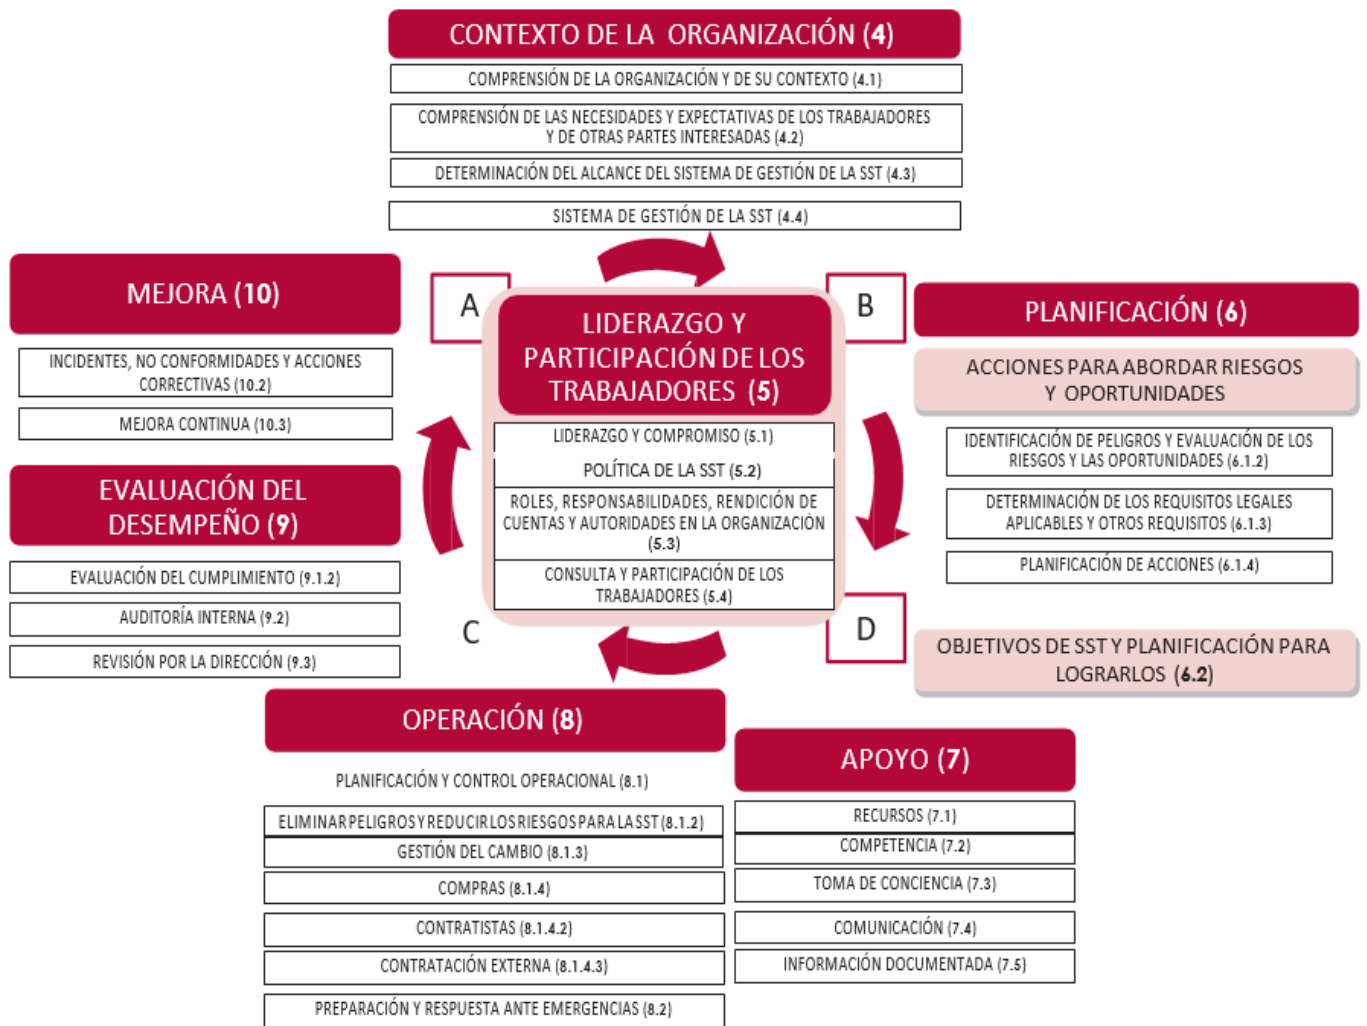 CONTEXTO DE LA ORGANIZACIÓN (4)
COMPRENSIÓN DE LA ORGANIZACIÓN Y DE SU CONTEXTO (4.1)
COMPRENSIÓN DE LAS NECESIDADES Y EXPECTATIVAS DE LOS TRABAJADORES
Y DE OTRAS PARTES INTERESADAS (4.2)
DETERMINACIÓN DEL ALCANCE DEL SISTEMA DE GESTIÓN DE LA SST (4.3)
SISTEMA DE GESTIÓN DE LA SST (4.4)
MEJORA (10)
INCIDENTES, NO CONFORMIDADES Y ACCIONES
CORRECTIVAS (10.2)
MEJORA CONTINUA (10.3)
EVALUACIÓN DEL
DESEMPEÑO (9)
EVALUACIÓN DEL CUMPLIMIENTO (9.1.2)
AUDITORÍA INTERNA (9.2)
REVISIÓN POR LA DIRECCIÓN (9.3)
A
B
LIDERAZGO Y
PARTICIPACIÓN DE LOS
TRABAJADORES (5)
LIDERAZGO Y COMPROMISO (5.1)
POLÍTICA DE LA SST (5.2)
ROLES, RESPONSABILIDADES, RENDICIÓN DE
CUENTAS Y AUTORIDADES EN LA ORGANIZACIÓN
(5.3)
CONSULTA Y PARTICIPACIÓN DE LOS
TRABAJADORES (5.4)
C
D
PLANIFICACIÓN (6)
ACCIONES PARA ABORDAR RIESGOS
Y OPORTUNIDADES
IDENTIFICACIÓN DE PELIGROS Y EVALUACIÓN DE LOS
RIESGOS Y LAS OPORTUNIDADES (6.1.2)
DETERMINACIÓN DE LOS REQUISITOS LEGALES
APLICABLES Y OTROS REQUISITOS (6.1.3)
PLANIFICACIÓN DE ACCIONES (6.1.4)
OBJETIVOS DE SST Y PLANIFICACIÓN PARA
LOGRARLOS (6.2)
OPERACIÓN (8)
PLANIFICACIÓN Y CONTROL OPERACIONAL (8.1)
ELIMINAR PELIGROS Y REDUCIR LOS RIESGOS PARA LA SST (8.1.2)
GESTIÓN DEL CAMBIO (8.1.3)
COMPRAS (8.1.4)
CONTRATISTAS (8.1.4.2)
CONTRATACIÓN EXTERNA (8.1.4.3)
PREPARACIÓN Y RESPUESTA ANTE EMERGENCIAS (8.2)
APOYO (7)
RECURSOS (7.1)
COMPETENCIA (7.2)
TOMA DE CONCIENCIA (7.3)
COMUNICACIÓN (7.4)
INFORMACIÓN DOCUMENTADA (7.5)